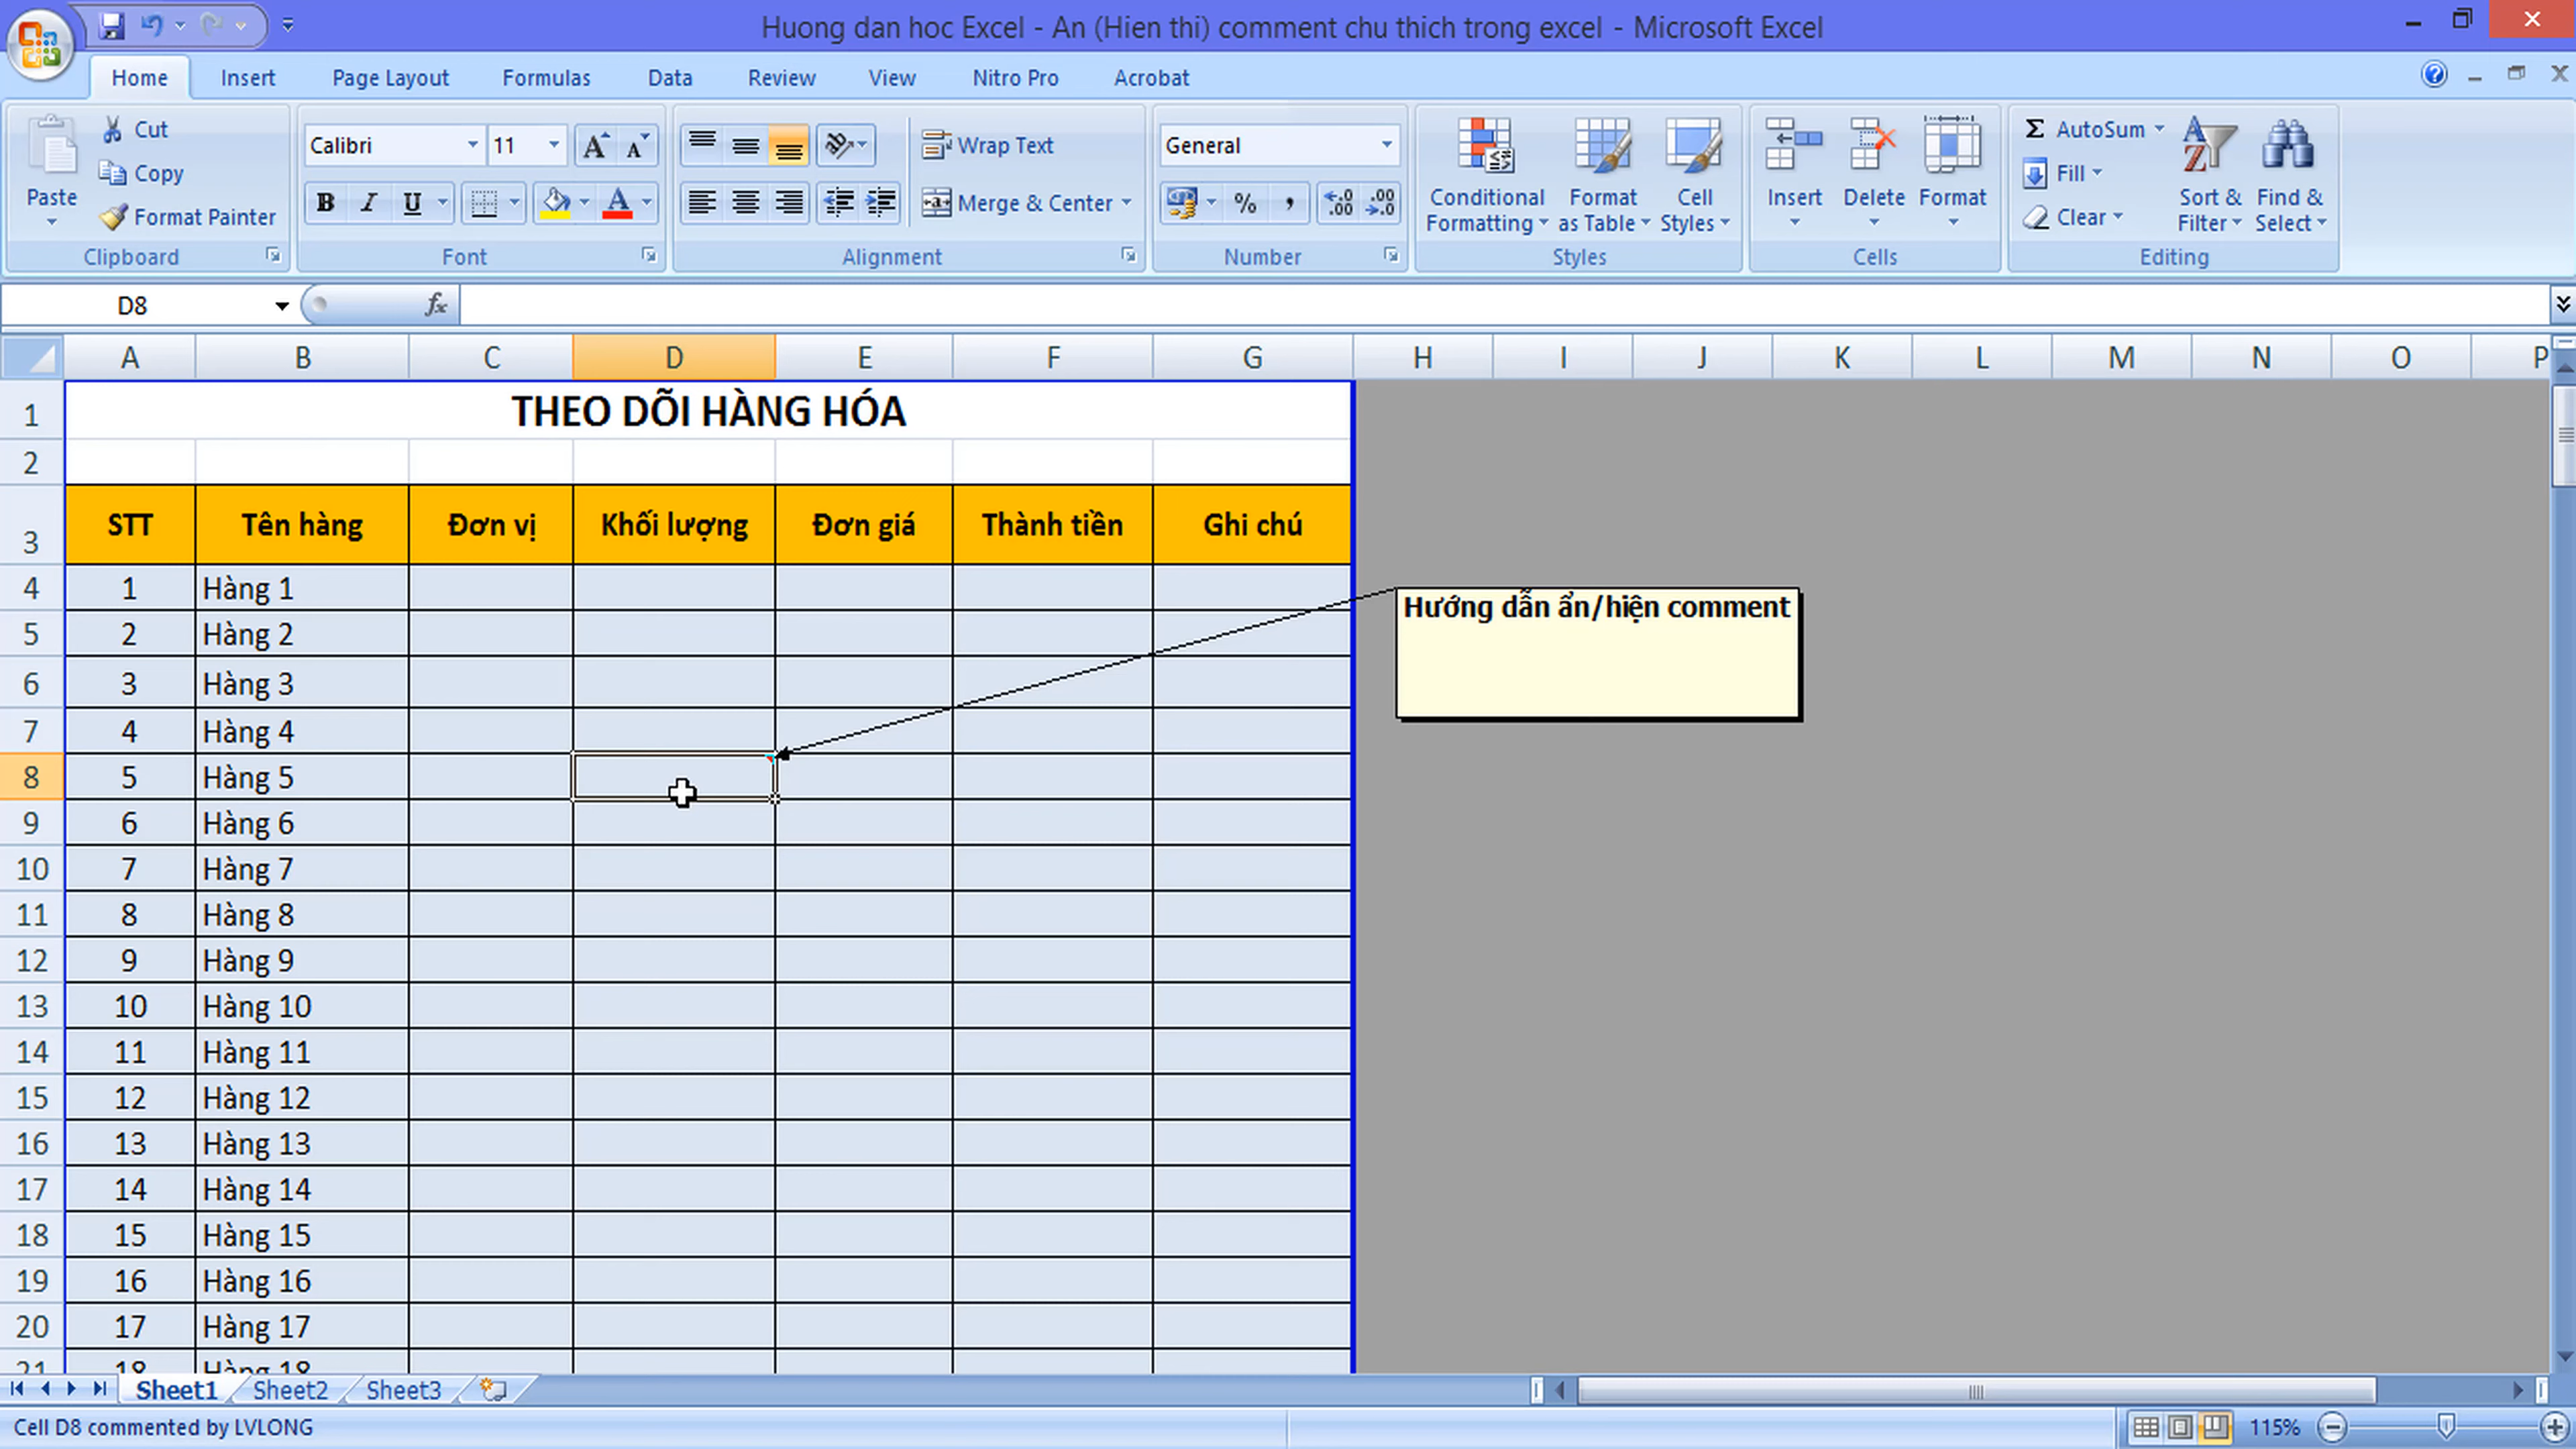 Huong dan hoc Excel - An (Hien thi) comment chu thich trong excel - Microsoft Excel
Home Insert Page Layout Formulas Data Review View Nitro Pro Acrobat
Paste Cut Copy Format Painter
Calibri 11
B I U
Wrap Text
Merge & Center
General
% , .0 .00 .00 .0
Conditional Formatting Format as Table Cell Styles
Insert Delete Format
Σ AutoSum Fill Clear
Sort & Filter Find & Select
Clipboard Font Alignment Number Styles Cells Editing
D8 fx
A B C D E F G H I J K L M N O P
1 THEO DÕI HÀNG HÓA
2
3 STT Tên hàng Đơn vị Khối lượng Đơn giá Thành tiền Ghi chú
4 1 Hàng 1
Hướng dẫn ẩn/hiện comment
5 2 Hàng 2
6 3 Hàng 3
7 4 Hàng 4
8 5 Hàng 5
9 6 Hàng 6
10 7 Hàng 7
11 8 Hàng 8
12 9 Hàng 9
13 10 Hàng 10
14 11 Hàng 11
15 12 Hàng 12
16 13 Hàng 13
17 14 Hàng 14
18 15 Hàng 15
19 16 Hàng 16
20 17 Hàng 17
21 18 Hàng 18
Sheet1 Sheet2 Sheet3
Cell D8 commented by LVLONG 115%